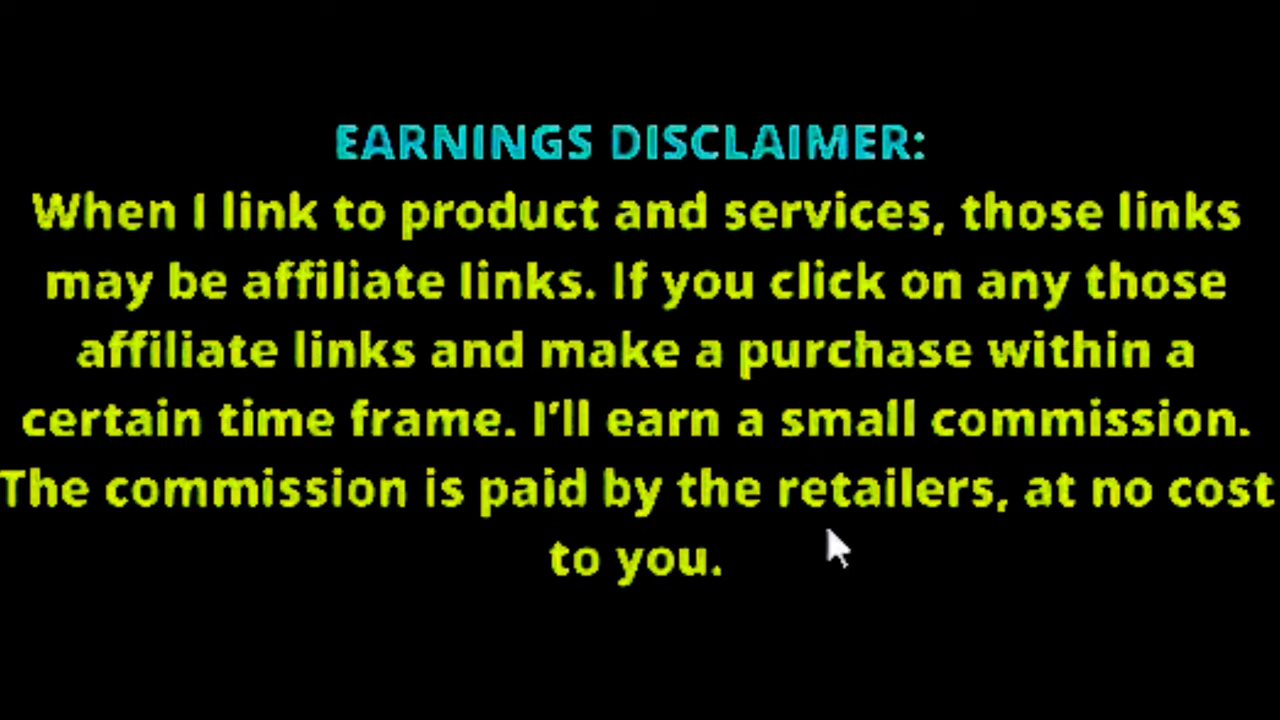 EARNINGS DISCLAIMER:
When I link to product and services, those links
may be affiliate links. If you click on any those
affiliate links and make a purchase within a
certain time frame. I’ll earn a small commission.
The commission is paid by the retailers, at no cost
to you.